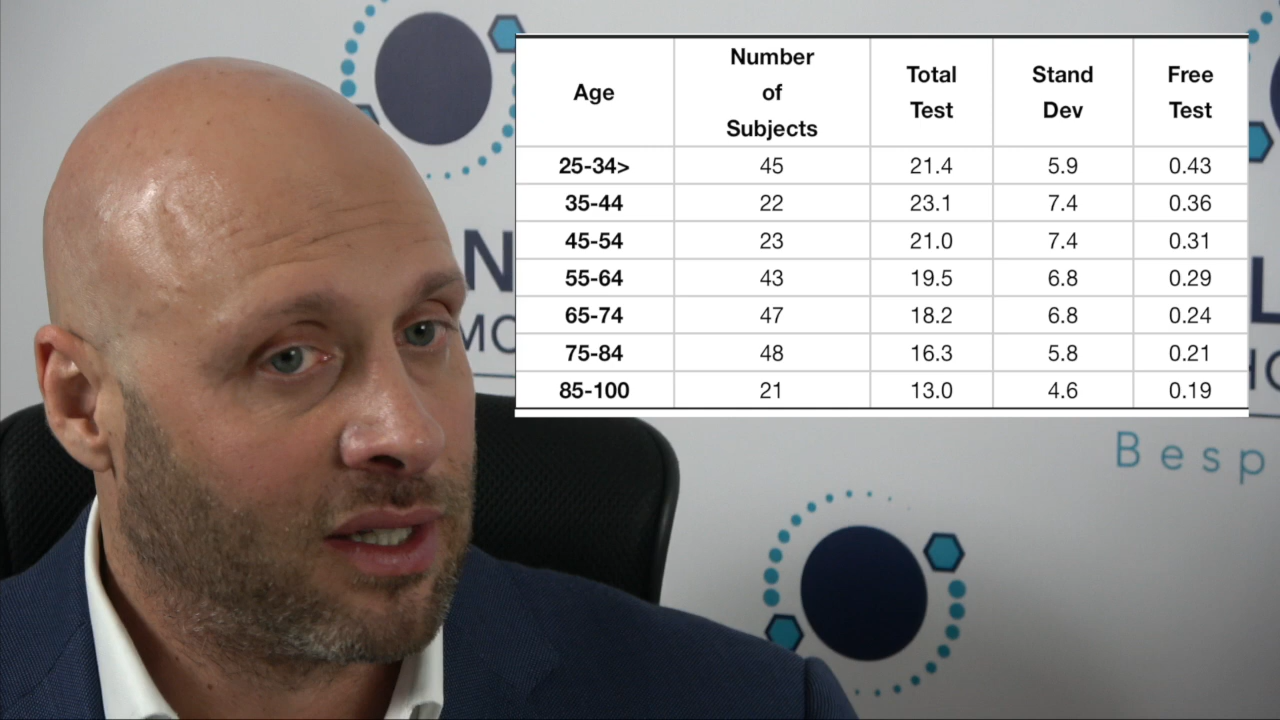 Age Number of Subjects Total Test Stand Dev Free Test
25-34> 45 21.4 5.9 0.43
35-44 22 23.1 7.4 0.36
45-54 23 21.0 7.4 0.31
55-64 43 19.5 6.8 0.29
65-74 47 18.2 6.8 0.24
75-84 48 16.3 5.8 0.21
85-100 21 13.0 4.6 0.19
Besp